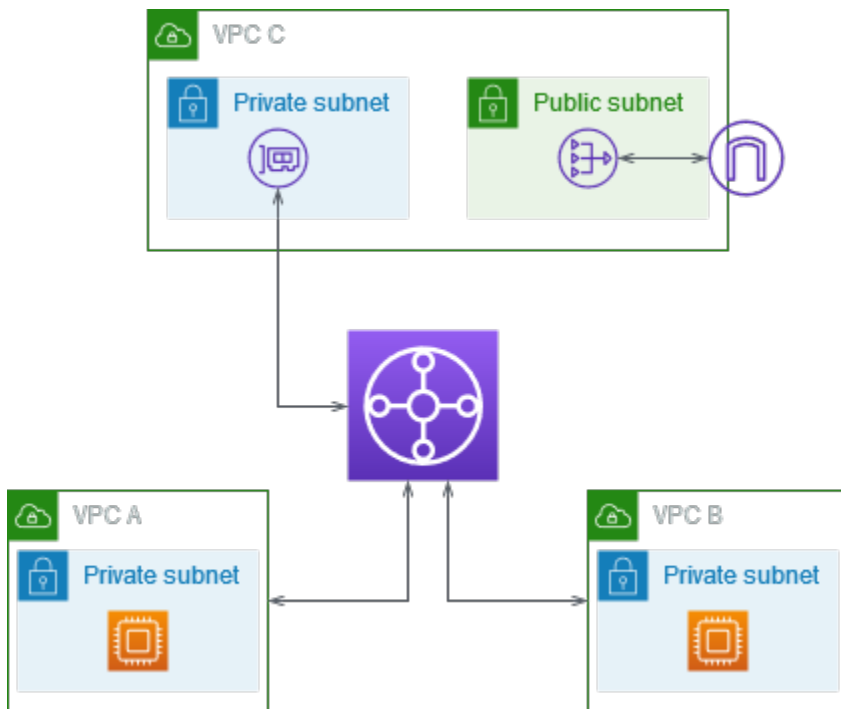 VPC C
Private subnet
Public subnet
VPC A
Private subnet
VPC B
Private subnet